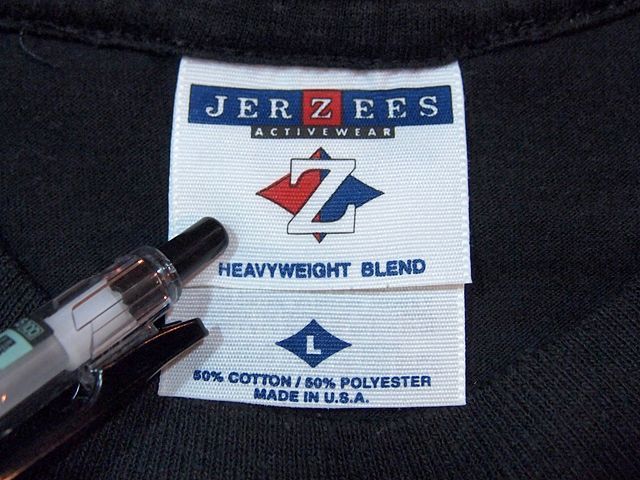 JERZEES
ACTIVEWEAR
Z
HEAVYWEIGHT BLEND
L
50% COTTON / 50% POLYESTER
MADE IN U.S.A.